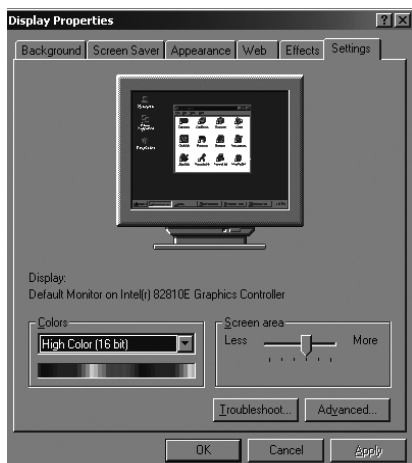 Display Properties
Background Screen Saver Appearance Web Effects Settings
Display:
Default Monitor on Intel(r) 82810E Graphics Controller
Colors
High Color (16 bit)
Screen area
Less More
Troubleshoot... Advanced...
OK Cancel Apply